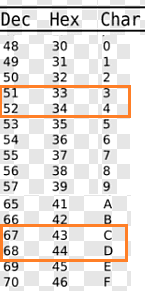 Dec Hex Char
48 30 0
49 31 1
50 32 2
51 33 3
52 34 4
53 35 5
54 36 6
55 37 7
56 38 8
57 39 9
65 41 A
66 42 B
67 43 C
68 44 D
69 45 E
70 46 F